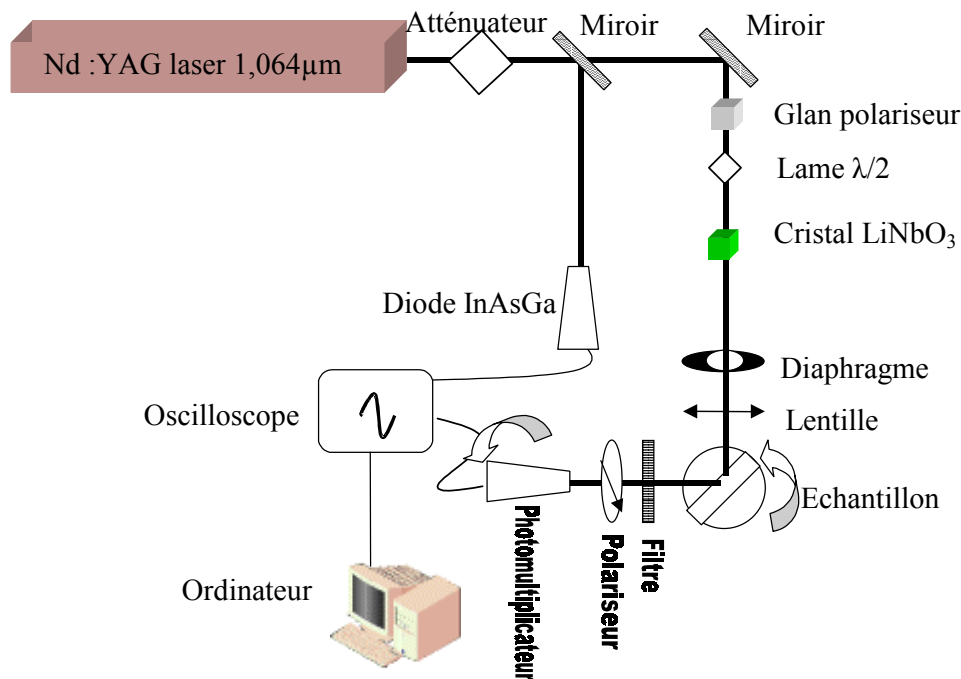 Atténuateur
Miroir
Miroir
Nd :YAG laser 1,064µm
Glan polariseur
Lame λ/2
Cristal LiNbO₃
Diode InAsGa
Diaphragme
Oscilloscope
Lentille
Echantillon
Photomultiplicateur
Polariseur
Filtre
Ordinateur